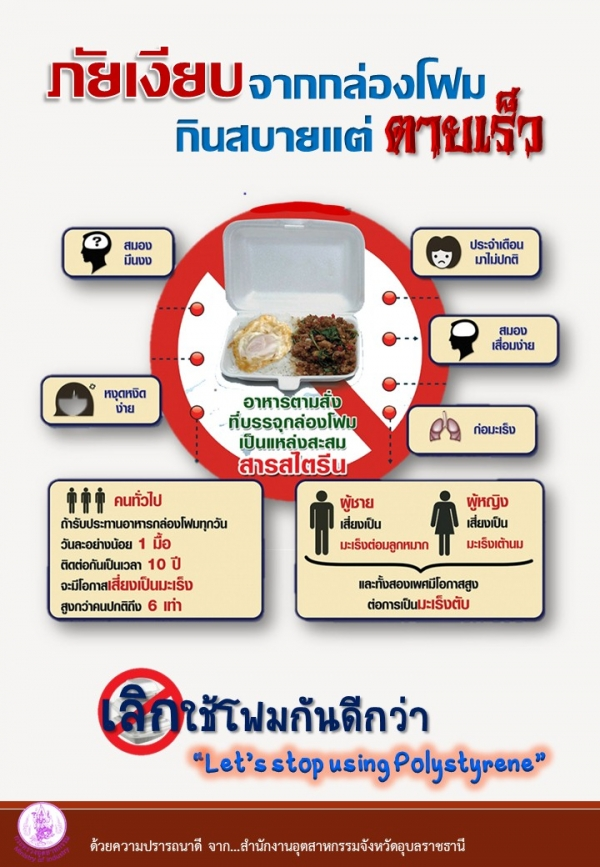 ภัยเงียบจากกล่องโฟม
กินสบายแต่ ตายเร็ว
?
สมอง
มึนงง
ประจำเดือน
มาไม่ปกติ
สมอง
เสื่อมง่าย
หงุดหงิด
ง่าย
ก่อมะเร็ง
อาหารตามสั่ง
ที่บรรจุกล่องโฟม
เป็นแหล่งสะสม
สารสไตรีน
คนทั่วไป
ถ้ารับประทานอาหารกล่องโฟมทุกวัน
วันละอย่างน้อย 1 มื้อ
ติดต่อกันเป็นเวลา 10 ปี
จะมีโอกาสเสี่ยงเป็นมะเร็ง
สูงกว่าคนปกติถึง 6 เท่า
ผู้ชาย
เสี่ยงเป็น
มะเร็งต่อมลูกหมาก
ผู้หญิง
เสี่ยงเป็น
มะเร็งเต้านม
และทั้งสองเพศมีโอกาสสูง
ต่อการเป็นมะเร็งตับ
เลิกใช้โฟมกันดีกว่า
“Let's stop using Polystyrene”
ด้วยความปรารถนาดี จาก...สำนักงานอุตสาหกรรมจังหวัดอุบลราชธานี